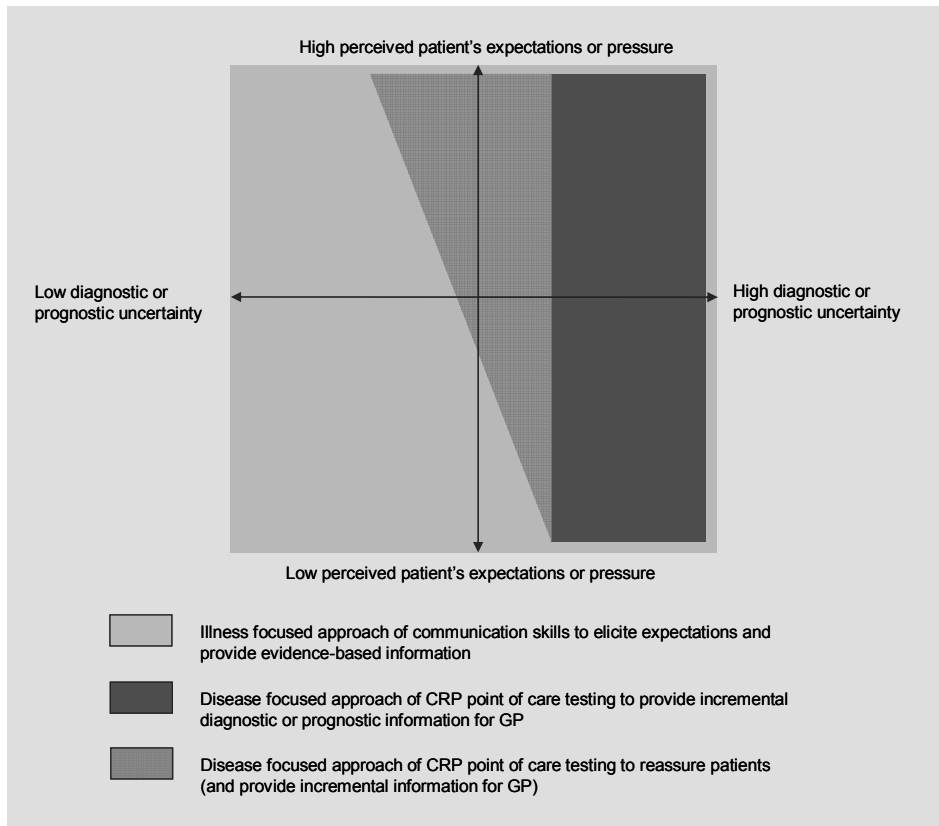 High perceived patient's expectations or pressure
Low diagnostic or
prognostic uncertainty
High diagnostic or
prognostic uncertainty
Low perceived patient's expectations or pressure
Illness focused approach of communication skills to elicite expectations and
provide evidence-based information
Disease focused approach of CRP point of care testing to provide incremental
diagnostic or prognostic information for GP
Disease focused approach of CRP point of care testing to reassure patients
(and provide incremental information for GP)